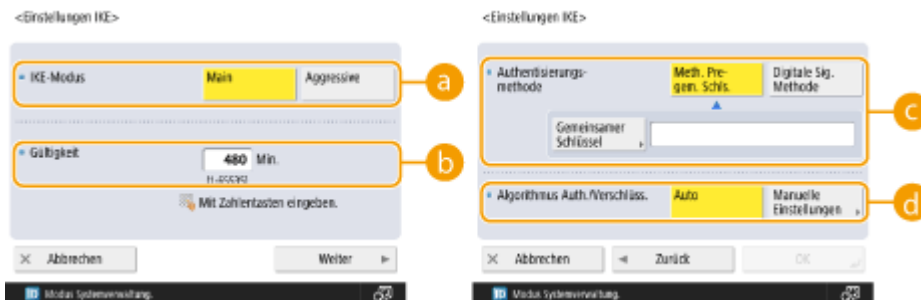 <Einstellungen IKE>
IKE-Modus
Main
Aggressive
a
Gültigkeit
480 Min.
b
(1-65535)
Mit Zahlentasten eingeben.
Abbrechen
Weiter
Modus Systemverwaltung.
<Einstellungen IKE>
Authentisierungs-
methode
Meth. Pre-
gem. Schls.
Digitale Sig.
Methode
c
Gemeinsamer
Schlüssel
Algorithmus Auth./Verschlüss.
Auto
Manuelle
Einstellungen
d
Abbrechen
Zurück
OK
Modus Systemverwaltung.